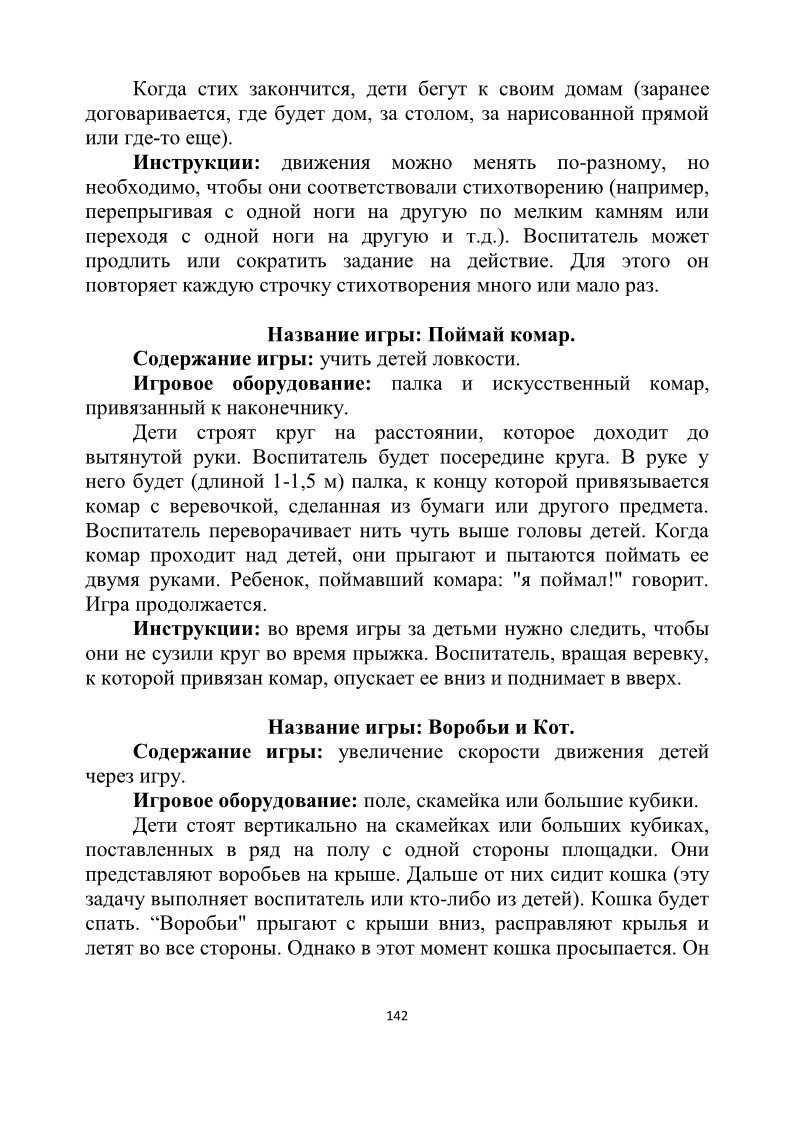 Когда стих закончится, дети бегут к своим домам (заранее
договаривается, где будет дом, за столом, за нарисованной прямой
или где-то еще).
Инструкции: движения можно менять по-разному, но
необходимо, чтобы они соответствовали стихотворению (например,
перепрыгивая с одной ноги на другую по мелким камням или
переходя с одной ноги на другую и т.д.). Воспитатель может
продлить или сократить задание на действие. Для этого он
повторяет каждую строчку стихотворения много или мало раз.
Название игры: Поймай комар.
Содержание игры: учить детей ловкости.
Игровое оборудование: палка и искусственный комар,
привязанный к наконечнику.
Дети строят круг на расстоянии, которое доходит до
вытянутой руки. Воспитатель будет посередине круга. В руке у
него будет (длиной 1-1,5 м) палка, к концу которой привязывается
комар с веревочкой, сделанная из бумаги или другого предмета.
Воспитатель переворачивает нить чуть выше головы детей. Когда
комар проходит над детей, они прыгают и пытаются поймать ее
двумя руками. Ребенок, поймавший комара: "я поймал!" говорит.
Игра продолжается.
Инструкции: во время игры за детьми нужно следить, чтобы
они не сузили круг во время прыжка. Воспитатель, вращая веревку,
к которой привязан комар, опускает ее вниз и поднимает в вверх.
Название игры: Воробьи и Кот.
Содержание игры: увеличение скорости движения детей
через игру.
Игровое оборудование: поле, скамейка или большие кубики.
Дети стоят вертикально на скамейках или больших кубиках,
поставленных в ряд на полу с одной стороны площадки. Они
представляют воробьев на крыше. Дальше от них сидит кошка (эту
задачу выполняет воспитатель или кто-либо из детей). Кошка будет
спать. “Воробьи" прыгают с крыши вниз, расправляют крылья и
летят во все стороны. Однако в этот момент кошка просыпается. Он
142